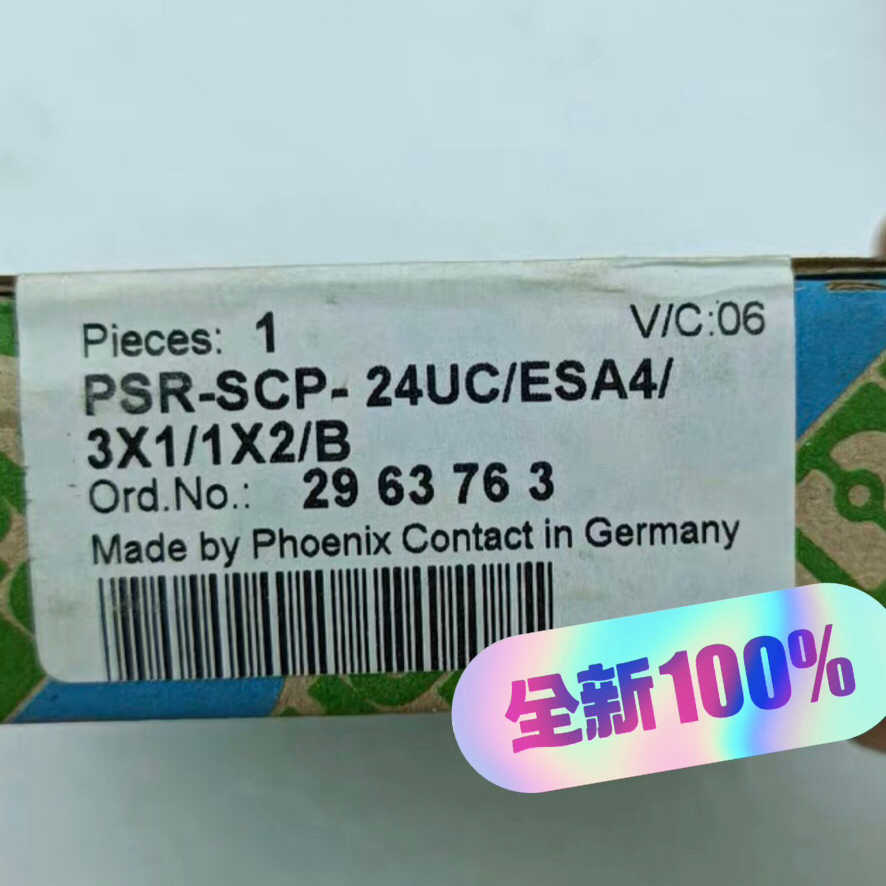 Pieces: 1
V/C:06
PSR-SCP- 24UC/ESA4/
3X1/1X2/B
Ord.No.: 29 63 76 3
Made by Phoenix Contact in Germany
全新100%